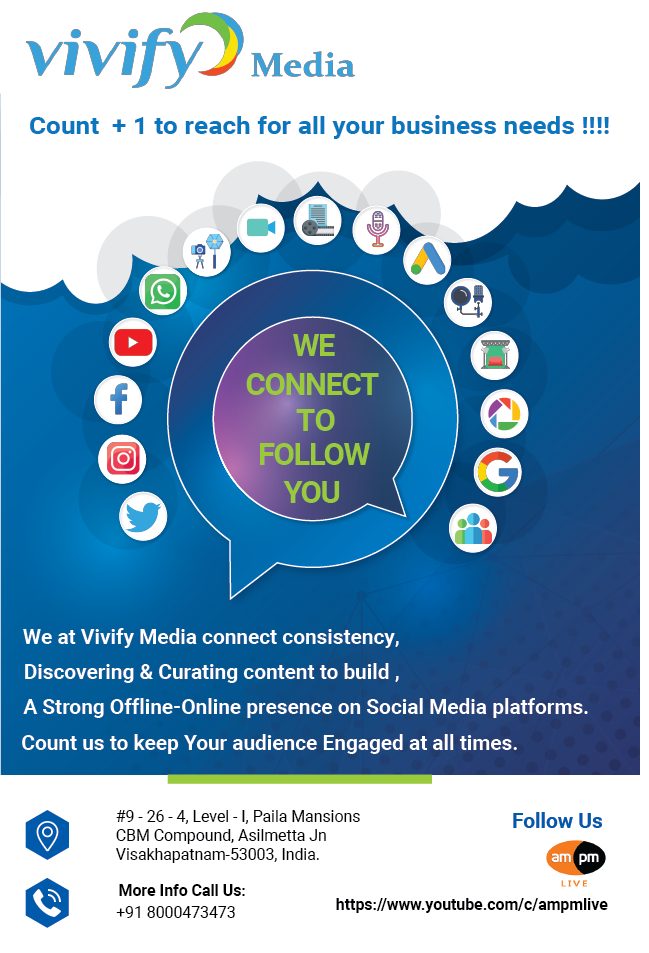 vivify Media
Count + 1 to reach for all your business needs !!!!
WE
CONNECT
TO
FOLLOW
YOU
We at Vivify Media connect consistency,
Discovering & Curating content to build ,
A Strong Offline-Online presence on Social Media platforms.
Count us to keep Your audience Engaged at all times.
#9 - 26 - 4, Level - I, Paila Mansions
CBM Compound, Asilmetta Jn
Visakhapatnam-53003, India.
More Info Call Us:
+91 8000473473
Follow Us
am pm
LIVE
https://www.youtube.com/c/ampmlive